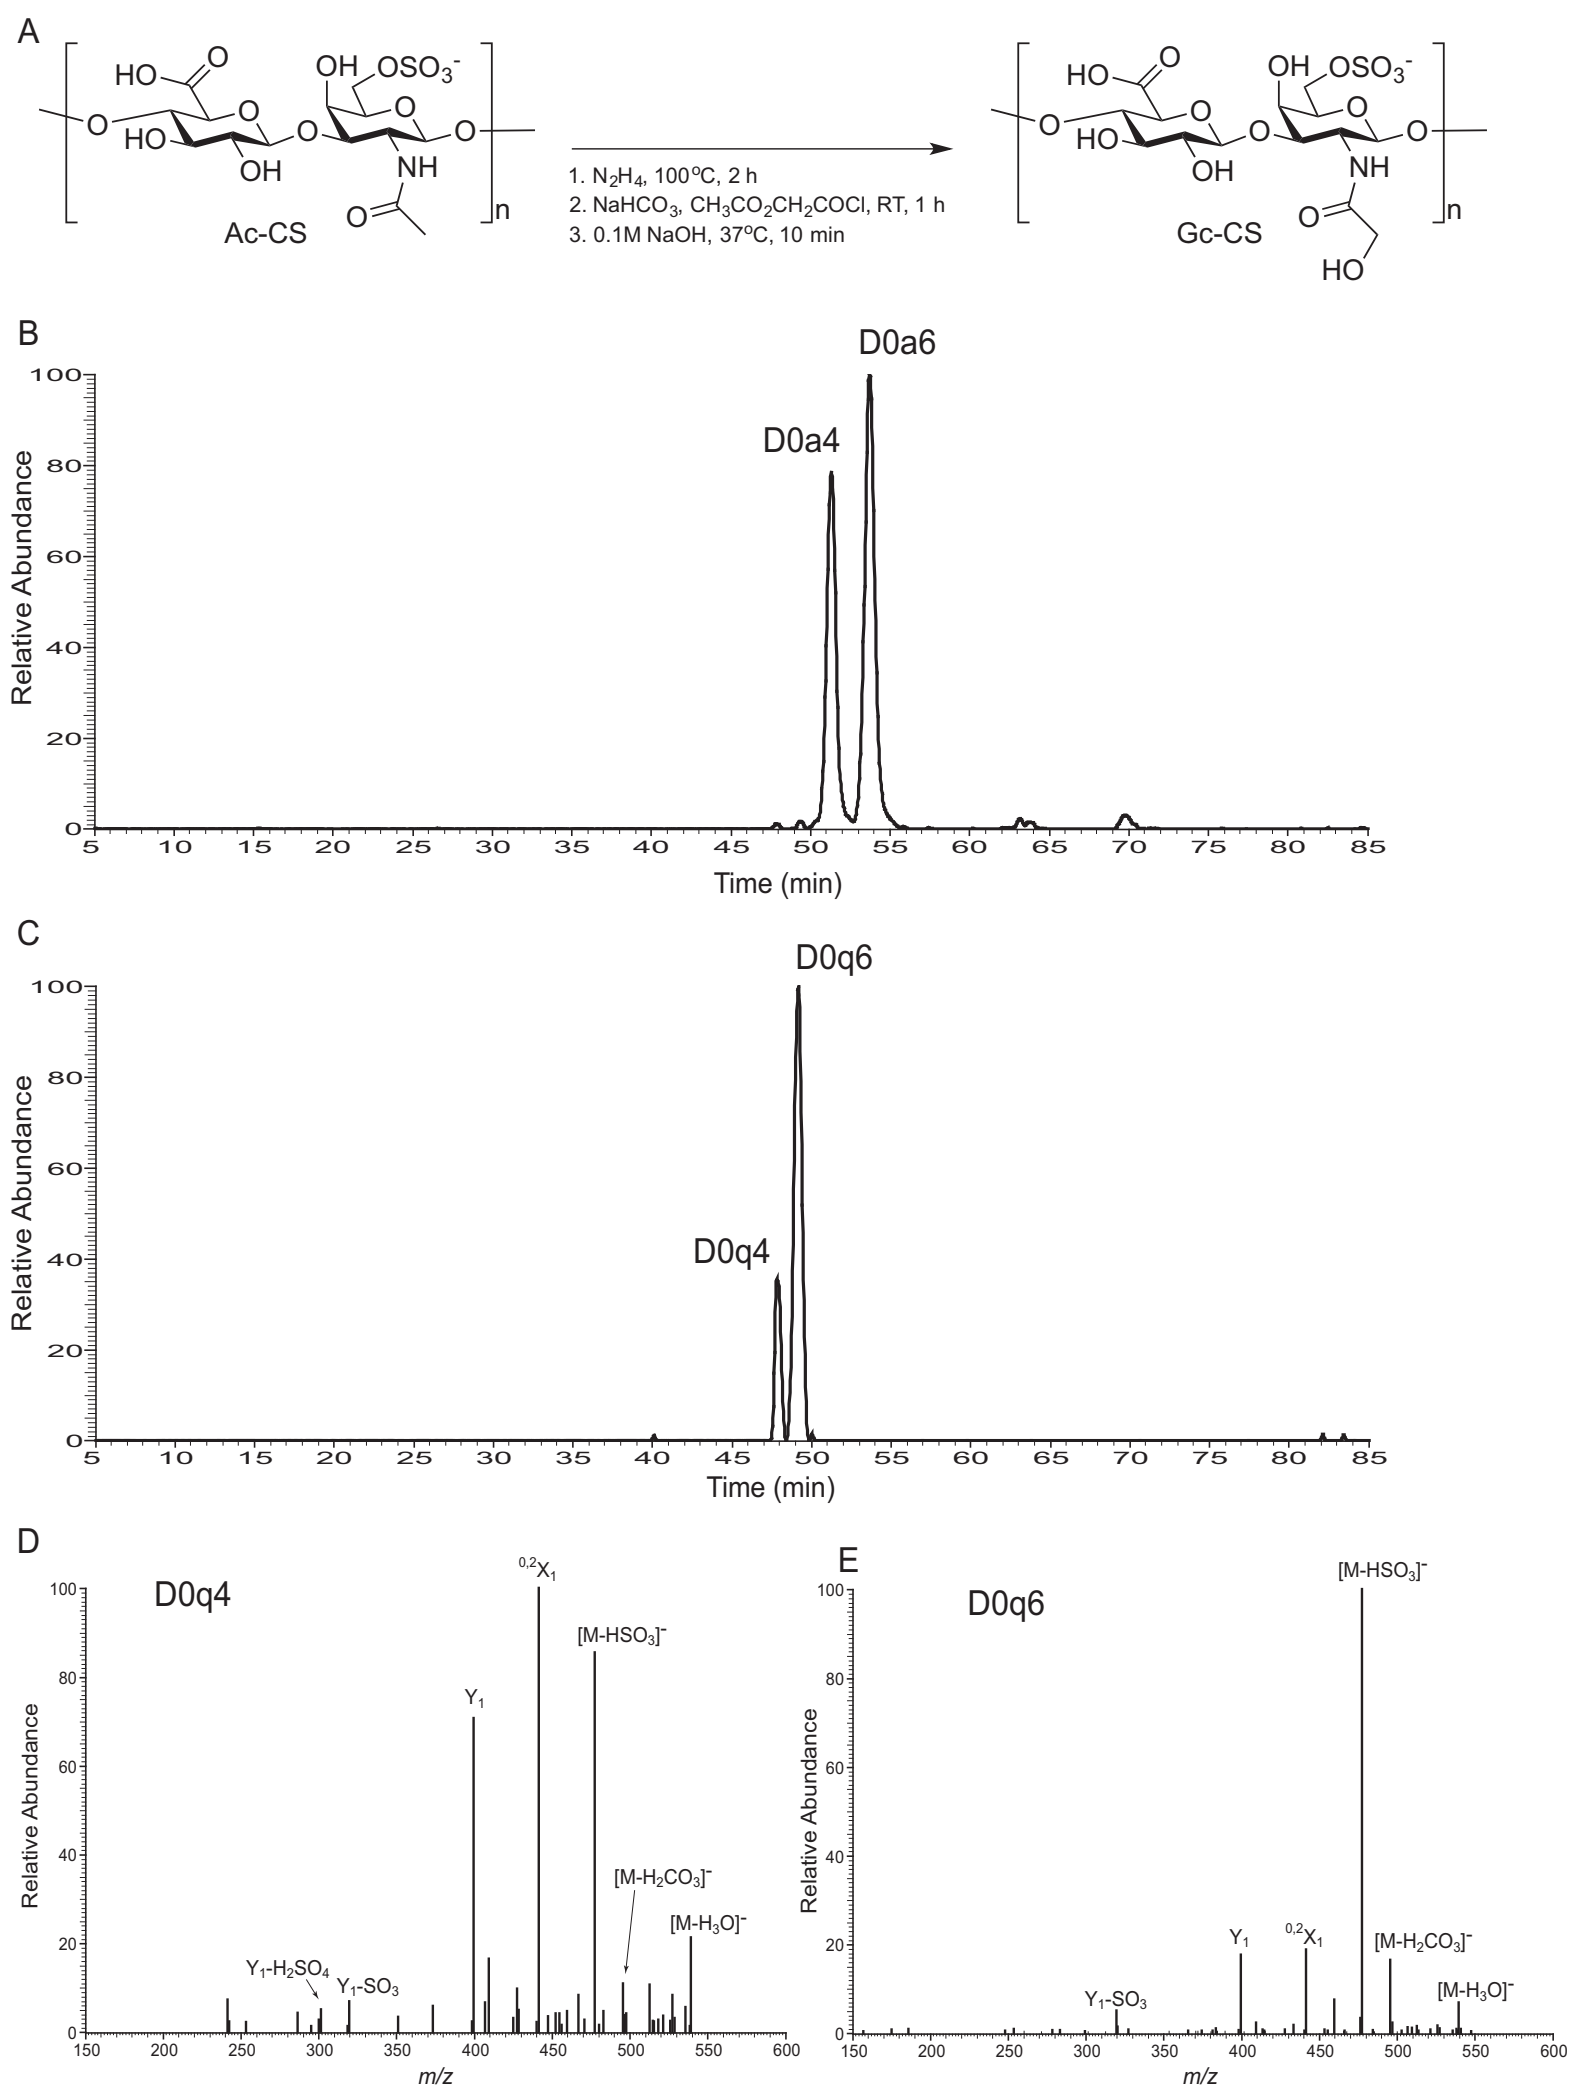 A
HO O OH OSO₃⁻
O O O O O
HO OH NH
O
n
Ac-CS
1. N₂H₄, 100°C, 2 h
2. NaHCO₃, CH₃CO₂CH₂COCl, RT, 1 h
3. 0.1M NaOH, 37°C, 10 min
HO O OH OSO₃⁻
O O O O O
HO OH NH
O
HO
n
Gc-CS
B
D0a6
D0a4
Relative Abundance
100
80
60
40
20
0
5 10 15 20 25 30 35 40 45 50 55 60 65 70 75 80 85
Time (min)
C
D0q6
D0q4
Relative Abundance
100
80
60
40
20
0
5 10 15 20 25 30 35 40 45 50 55 60 65 70 75 80 85
Time (min)
D
D0q4
⁰,²X₁
[M-HSO₃]⁻
Y₁
[M-H₂CO₃]⁻
[M-H₃O]⁻
Y₁-H₂SO₄
Y₁-SO₃
Relative Abundance
100
80
60
40
20
0
150 200 250 300 350 400 450 500 550 600
m/z
E
D0q6
[M-HSO₃]⁻
Y₁
⁰,²X₁
[M-H₂CO₃]⁻
[M-H₃O]⁻
Y₁-SO₃
Relative Abundance
100
80
60
40
20
0
150 200 250 300 350 400 450 500 550 600
m/z